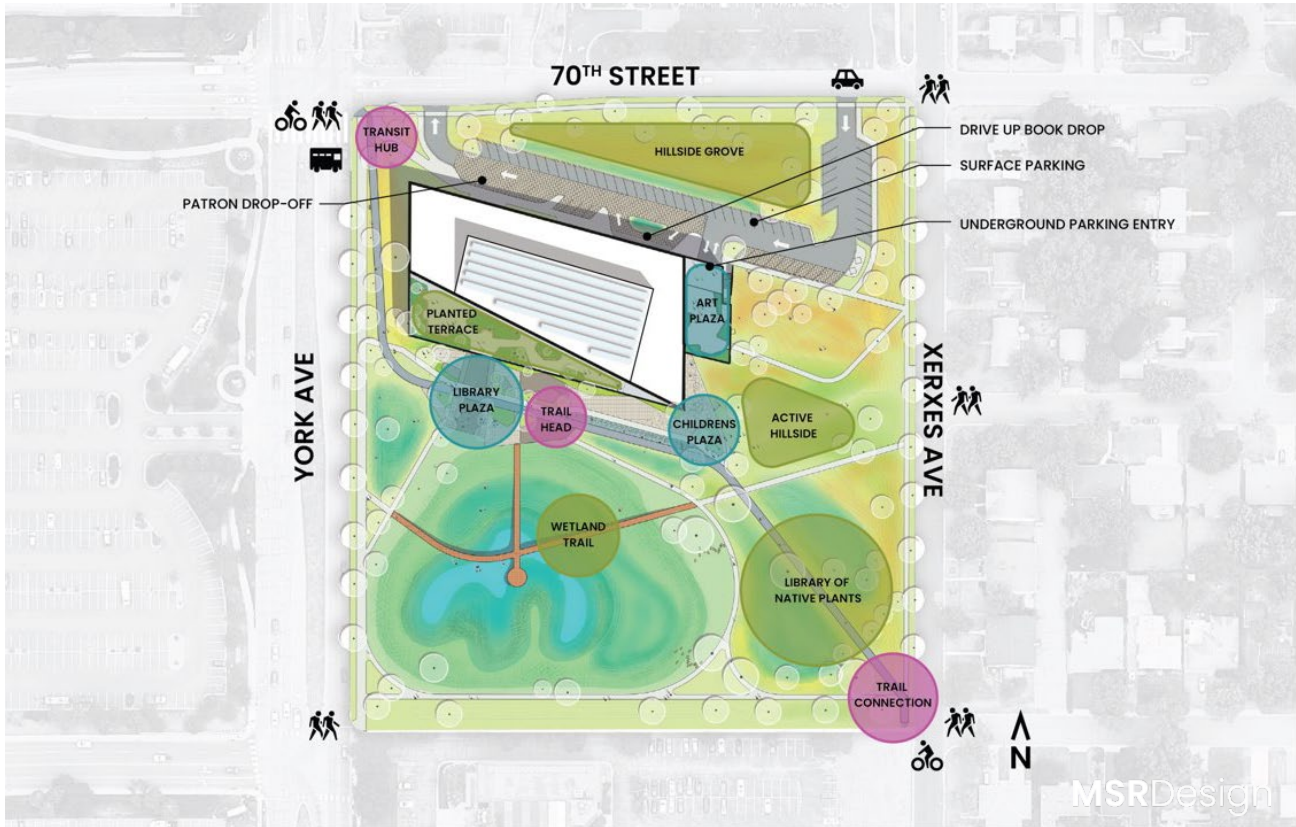 70TH STREET
TRANSIT
HUB
HILLSIDE GROVE
DRIVE UP BOOK DROP
SURFACE PARKING
PATRON DROP-OFF
UNDERGROUND PARKING ENTRY
ART
PLAZA
PLANTED
TERRACE
YORK AVE
XERXES AVE
LIBRARY
PLAZA
TRAIL
HEAD
CHILDRENS
PLAZA
ACTIVE
HILLSIDE
WETLAND
TRAIL
LIBRARY OF
NATIVE PLANTS
TRAIL
CONNECTION
N
MSRDesign